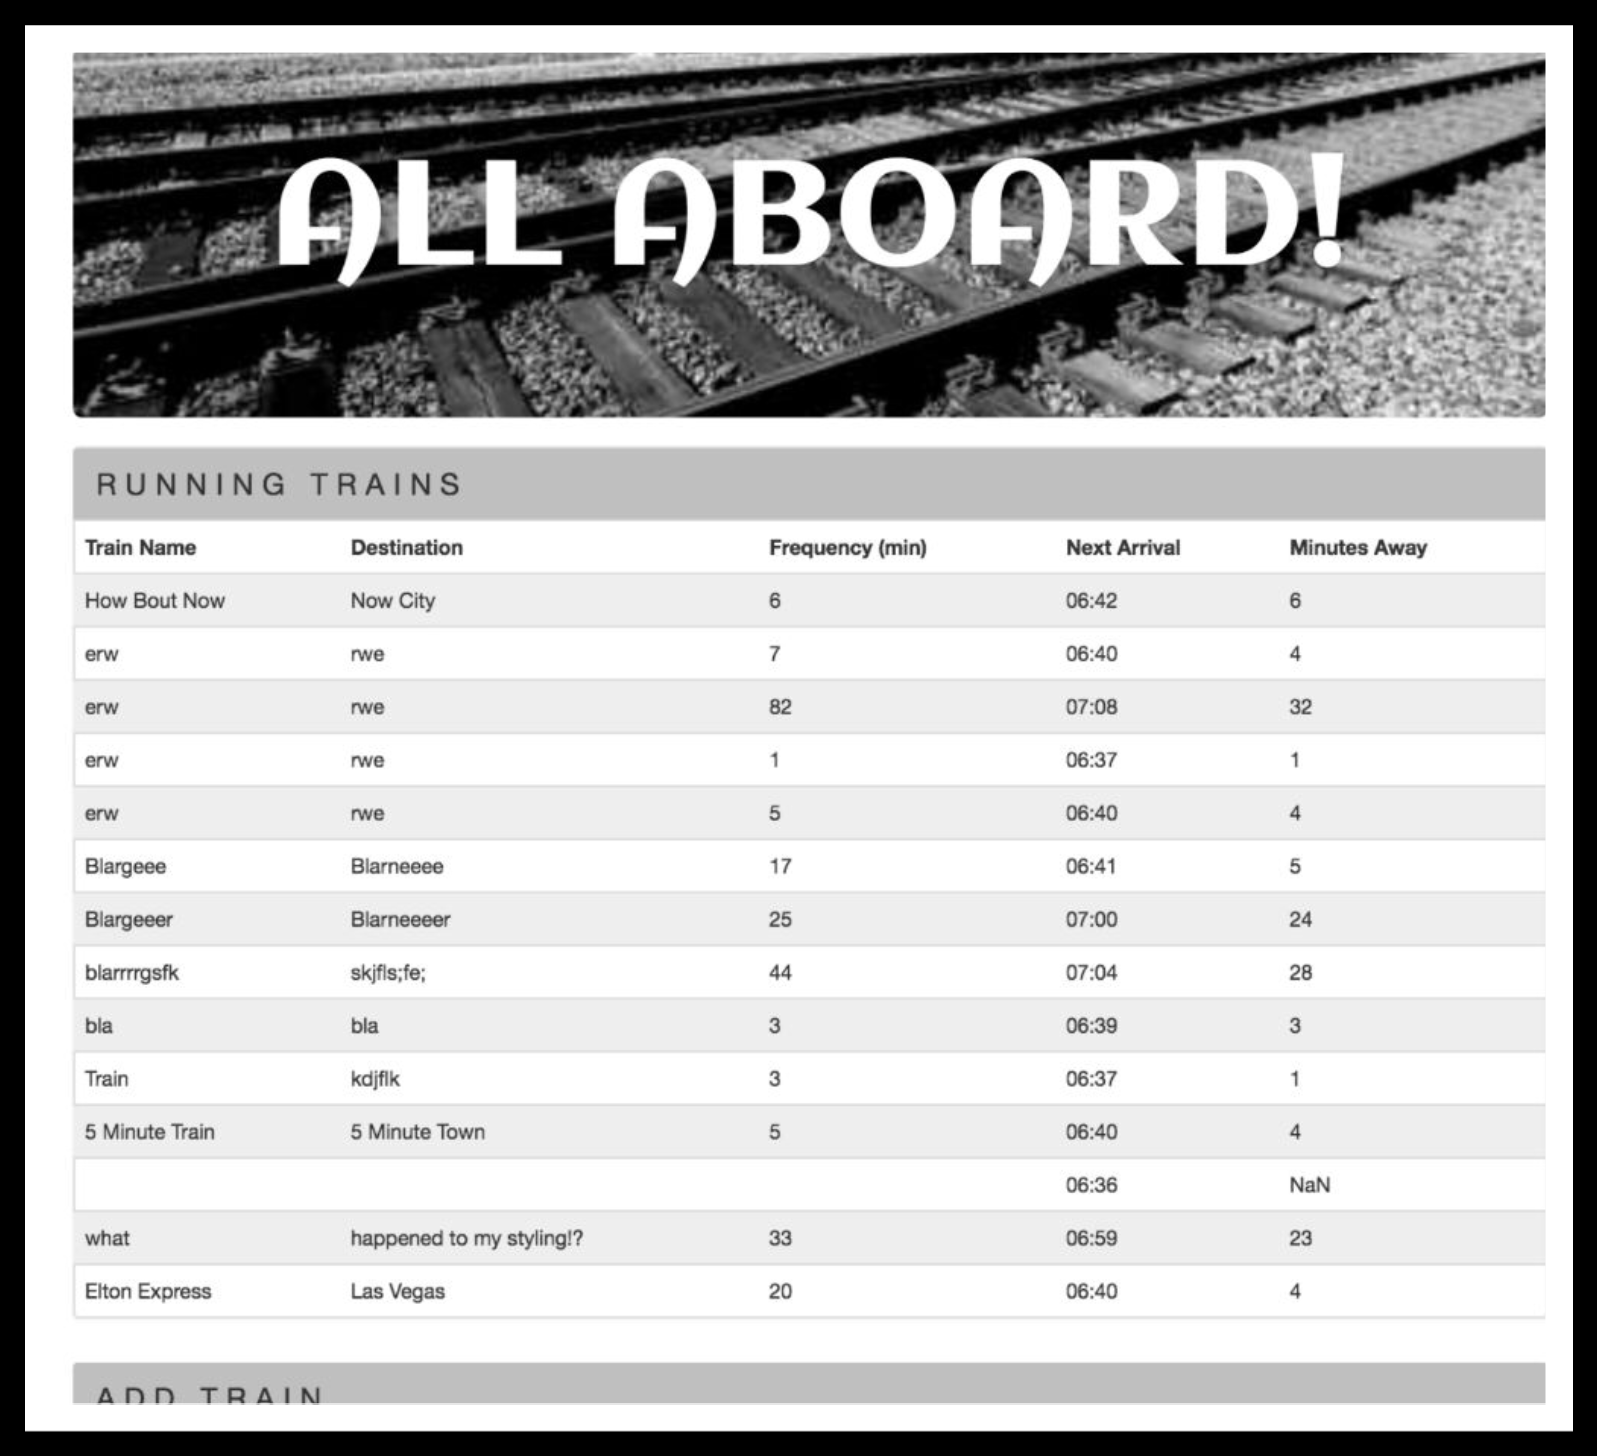 ALL ABOARD!
RUNNING TRAINS
Train Name Destination Frequency (min) Next Arrival Minutes Away
How Bout Now Now City 6 06:42 6
erw rwe 7 06:40 4
erw rwe 82 07:08 32
erw rwe 1 06:37 1
erw rwe 5 06:40 4
Blargeee Blarneeee 17 06:41 5
Blargeeer Blarneeeer 25 07:00 24
blarrrrgsfk skjfls;fe; 44 07:04 28
bla bla 3 06:39 3
Train kdjflk 3 06:37 1
5 Minute Train 5 Minute Town 5 06:40 4
06:36 NaN
what happened to my styling!? 33 06:59 23
Elton Express Las Vegas 20 06:40 4
ADD TRAIN